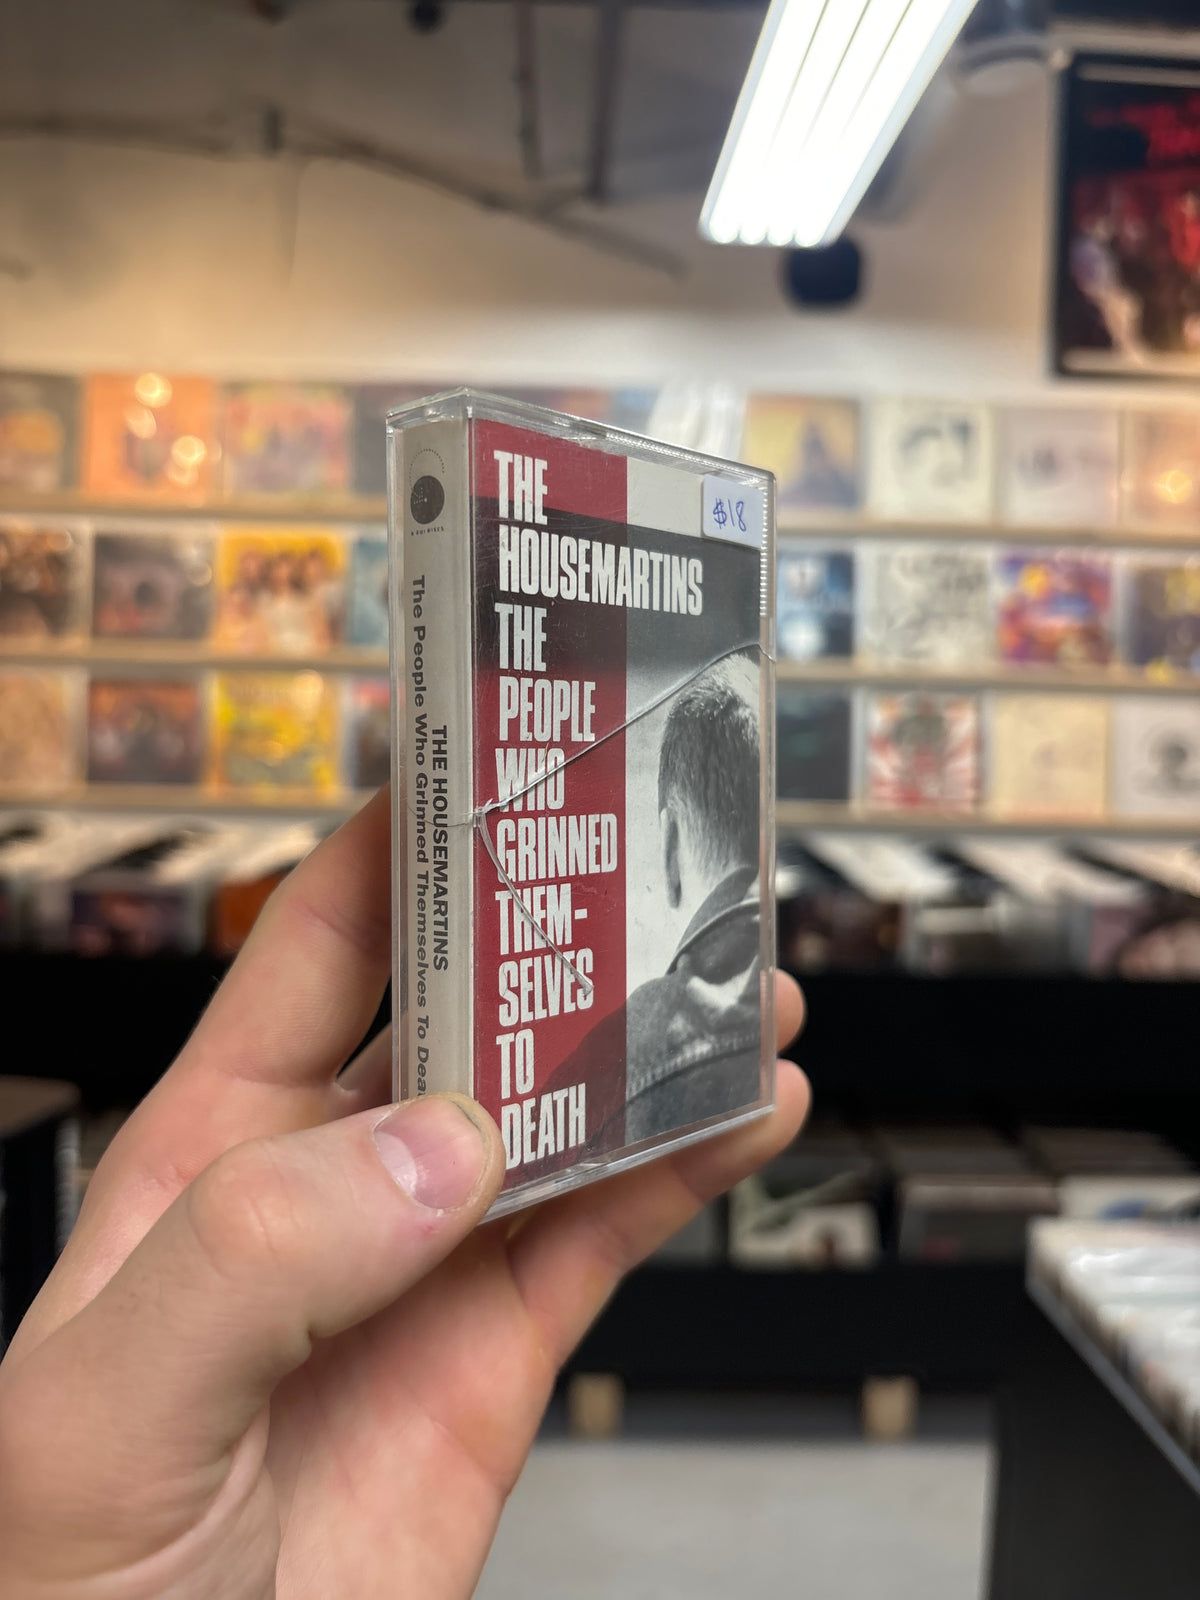 $18
THE
HOUSEMARTINS
THE
PEOPLE
WHO
GRINNED
THEM-
SELVES
TO
DEATH
THE HOUSEMARTINS
The People Who Grinned Themselves To Dea